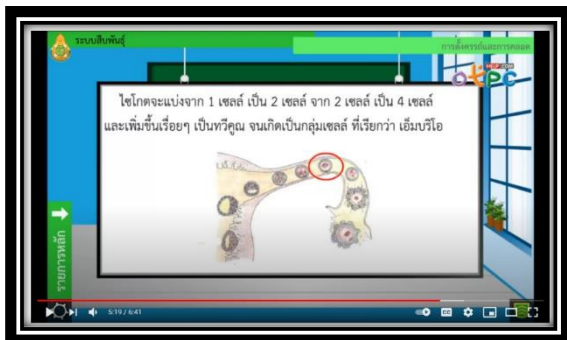 ระบบสืบพันธุ์
การตั้งครรภ์และการคลอด
HELP.COM
otpc
ไซโกตจะแบ่งจาก 1 เซลล์ เป็น 2 เซลล์ จาก 2 เซลล์ เป็น 4 เซลล์
และเพิ่มขึ้นเรื่อยๆ เป็นทวีคูณ จนเกิดเป็นกลุ่มเซลล์ ที่เรียกว่า เอ็มบริโอ
รายการหลัก
5:19 / 6:41
CC